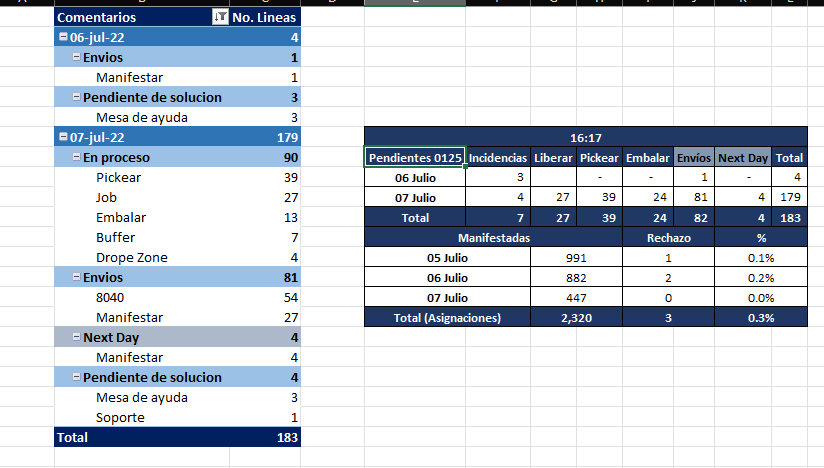 Comentarios No. Lineas
06-jul-22 4
Envios 1
Manifestar 1
Pendiente de solucion 3
Mesa de ayuda 3
07-jul-22 179
En proceso 90
Pickear 39
Job 27
Embalar 13
Buffer 7
Drope Zone 4
Envios 81
8040 54
Manifestar 27
Next Day 4
Manifestar 4
Pendiente de solucion 4
Mesa de ayuda 3
Soporte 1
Total 183
16:17
Pendientes 0125 Incidencias Liberar Pickear Embalar Envíos Next Day Total
06 Julio 3 - - 1 - 4
07 Julio 4 27 39 24 81 4 179
Total 7 27 39 24 82 4 183
Manifestadas Rechazo %
05 Julio 991 1 0.1%
06 Julio 882 2 0.2%
07 Julio 447 0 0.0%
Total (Asignaciones) 2,320 3 0.3%